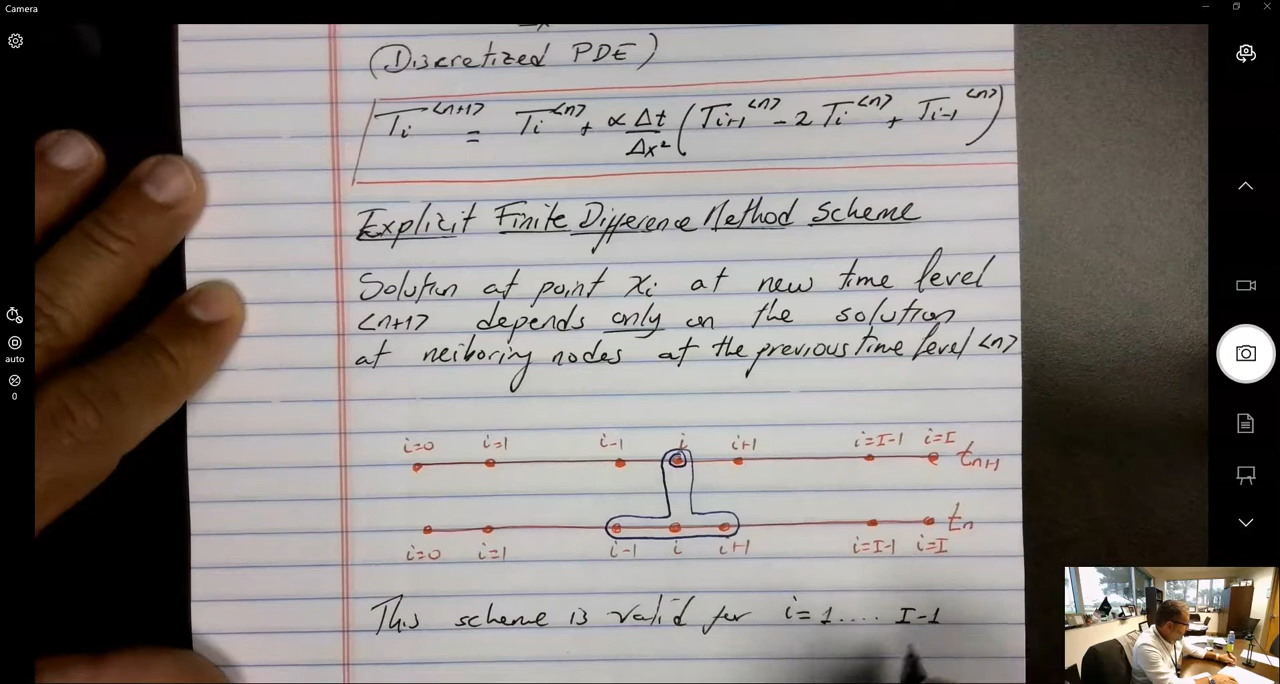 Camera
(Discretized PDE)
Ti<n+1> = Ti<n> + α Δt/Δx² (Ti+1<n> - 2 Ti<n> + Ti-1<n>)
Explicit Finite Difference Method Scheme
Solution at point xi at new time level
<n+1> depends only on the solution
at neiboring nodes at the previous time level <n>
i=0 i=1 i-1 i i+1 i=I-1 i=I tn+1
tn
i=0 i=1 i-1 i i+1 i=I-1 i=I
This scheme is valid for i=1.... I-1
auto
0